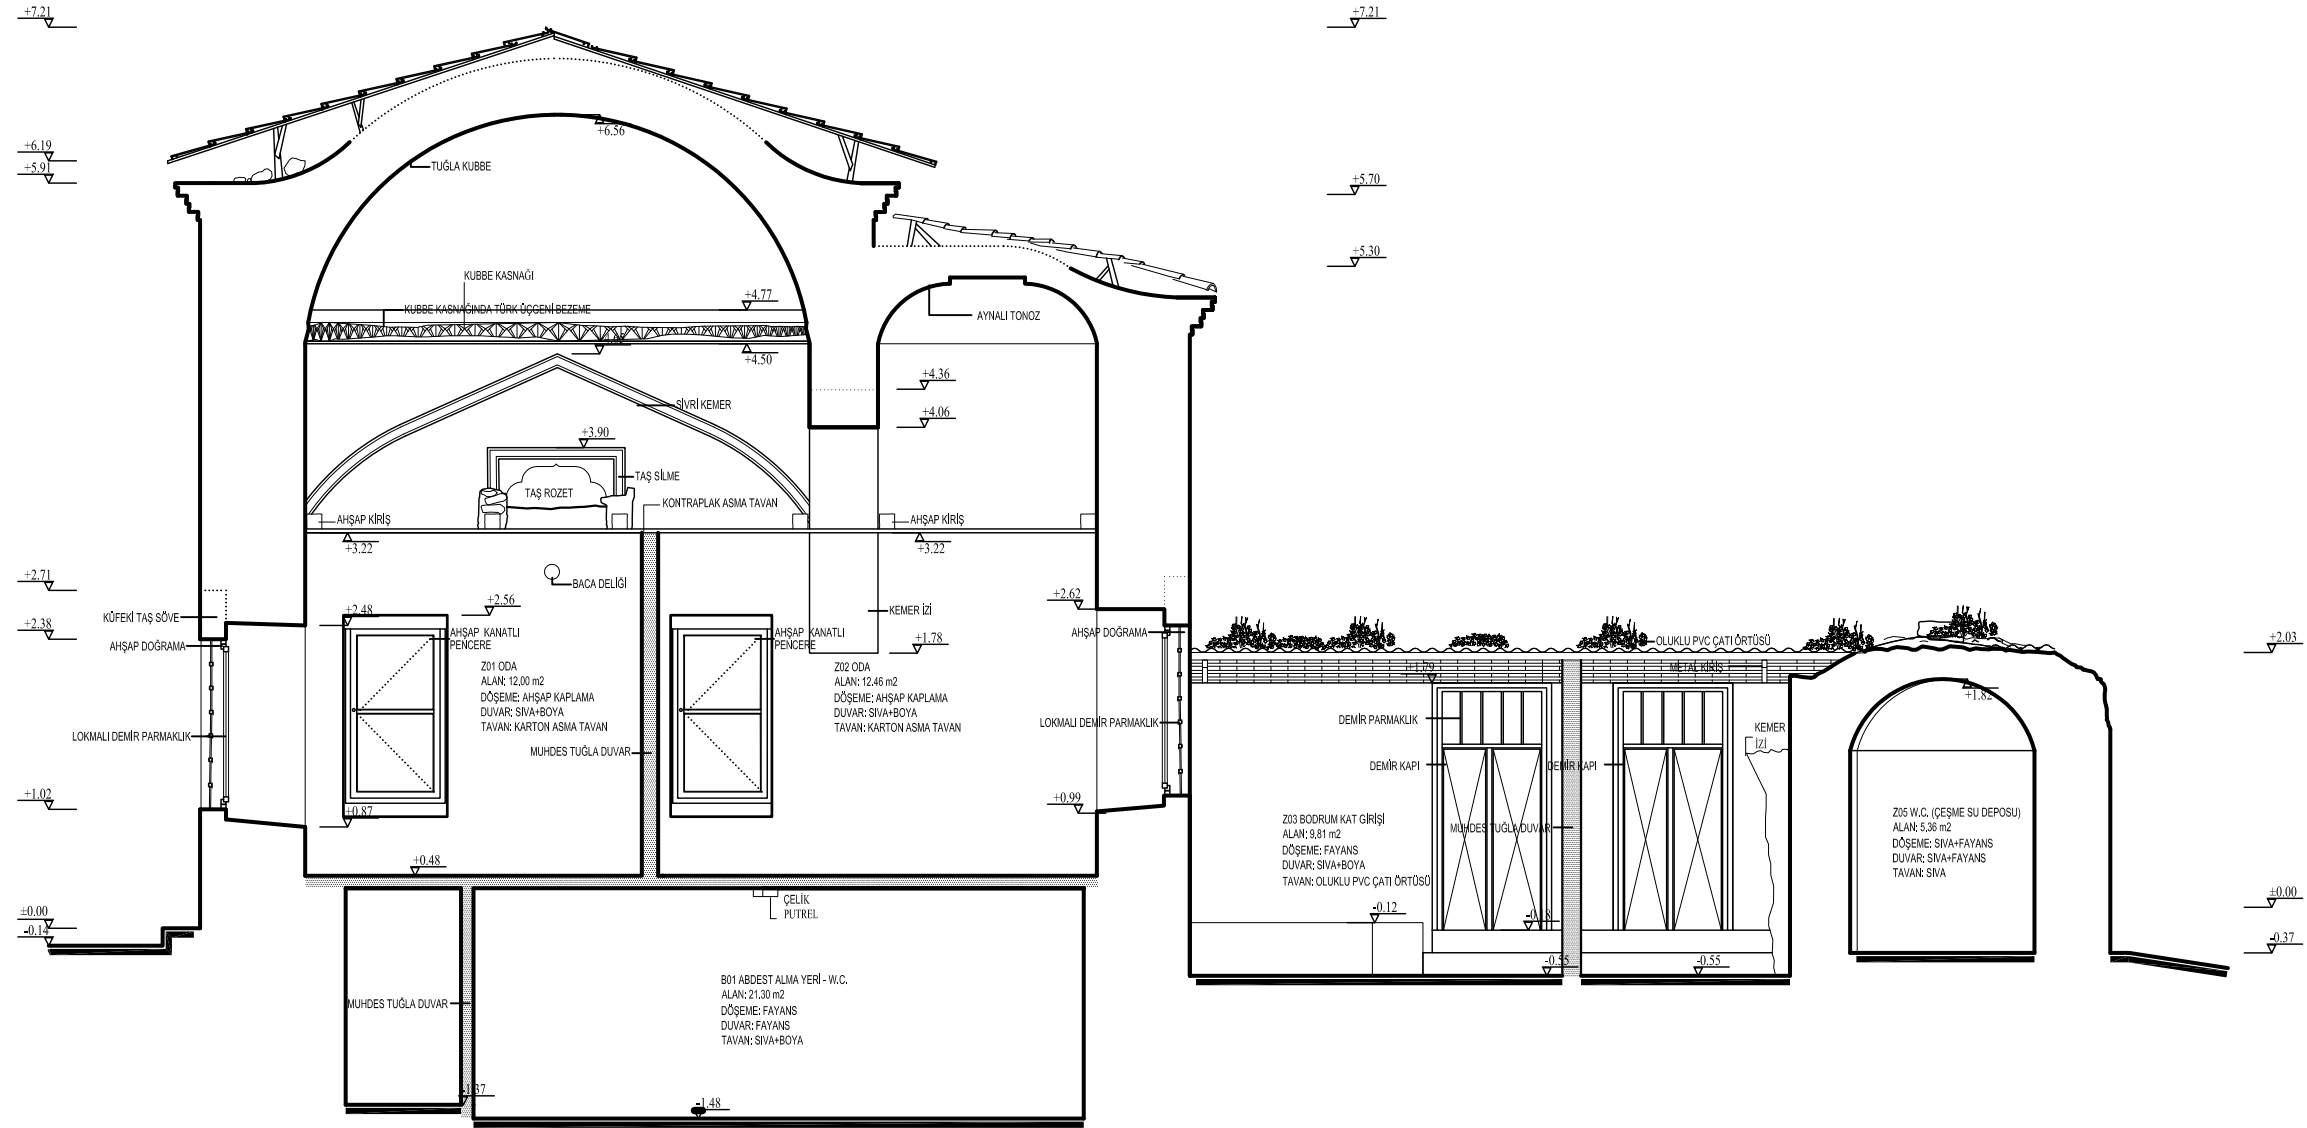 +7.21
+7.21
+6.56
+6.19
TUĞLA KUBBE
+5.91
+5.70
+5.30
KUBBE KASNAĞI
+4.77
KUBBE KASNAĞINDA TÜRK ÜÇGENİ BEZEME
AYNALI TONOZ
+4.50
+4.36
SİVRİ KEMER
+4.06
+3.90
TAŞ SİLME
TAŞ ROZET
KONTRAPLAK ASMA TAVAN
AHŞAP KİRİŞ
AHŞAP KİRİŞ
+3.22
+3.22
+2.71
BACA DELİĞİ
+2.62
+2.56
+2.48
KÜFEKİ TAŞ SÖVE
KEMER İZİ
+2.38
AHŞAP DOĞRAMA
AHŞAP KANATLI
PENCERE
AHŞAP KANATLI
PENCERE
+1.78
AHŞAP DOĞRAMA
OLUKLU PVC ÇATI ÖRTÜSÜ
+2.03
METAL KİRİŞ
+1.79
+1.82
Z01 ODA
ALAN: 12,00 m2
DÖŞEME: AHŞAP KAPLAMA
DUVAR: SIVA+BOYA
TAVAN: KARTON ASMA TAVAN
Z02 ODA
ALAN: 12.46 m2
DÖŞEME: AHŞAP KAPLAMA
DUVAR: SIVA+BOYA
TAVAN: KARTON ASMA TAVAN
LOKMALI DEMİR PARMAKLIK
MUHDES TUĞLA DUVAR
LOKMALI DEMİR PARMAKLIK
DEMİR PARMAKLIK
KEMER
İZİ
DEMİR KAPI
DEMİR KAPI
+1.02
+0.87
+0.99
Z03 BODRUM KAT GİRİŞİ
ALAN: 9,81 m2
DÖŞEME: FAYANS
DUVAR: SIVA+BOYA
TAVAN: OLUKLU PVC ÇATI ÖRTÜSÜ
MUHDES TUĞLA DUVAR
Z05 W.C. (ÇEŞME SU DEPOSU)
ALAN: 5,36 m2
DÖŞEME: SIVA+FAYANS
DUVAR: SIVA+FAYANS
TAVAN: SIVA
+0.48
ÇELİK
PUTREL
±0.00
-0.14
-0.12
-0.18
±0.00
-0.37
-0.55
-0.55
B01 ABDEST ALMA YERİ - W.C.
ALAN: 21.30 m2
DÖŞEME: FAYANS
DUVAR: FAYANS
TAVAN: SIVA+BOYA
MUHDES TUĞLA DUVAR
-1.37
-1.48